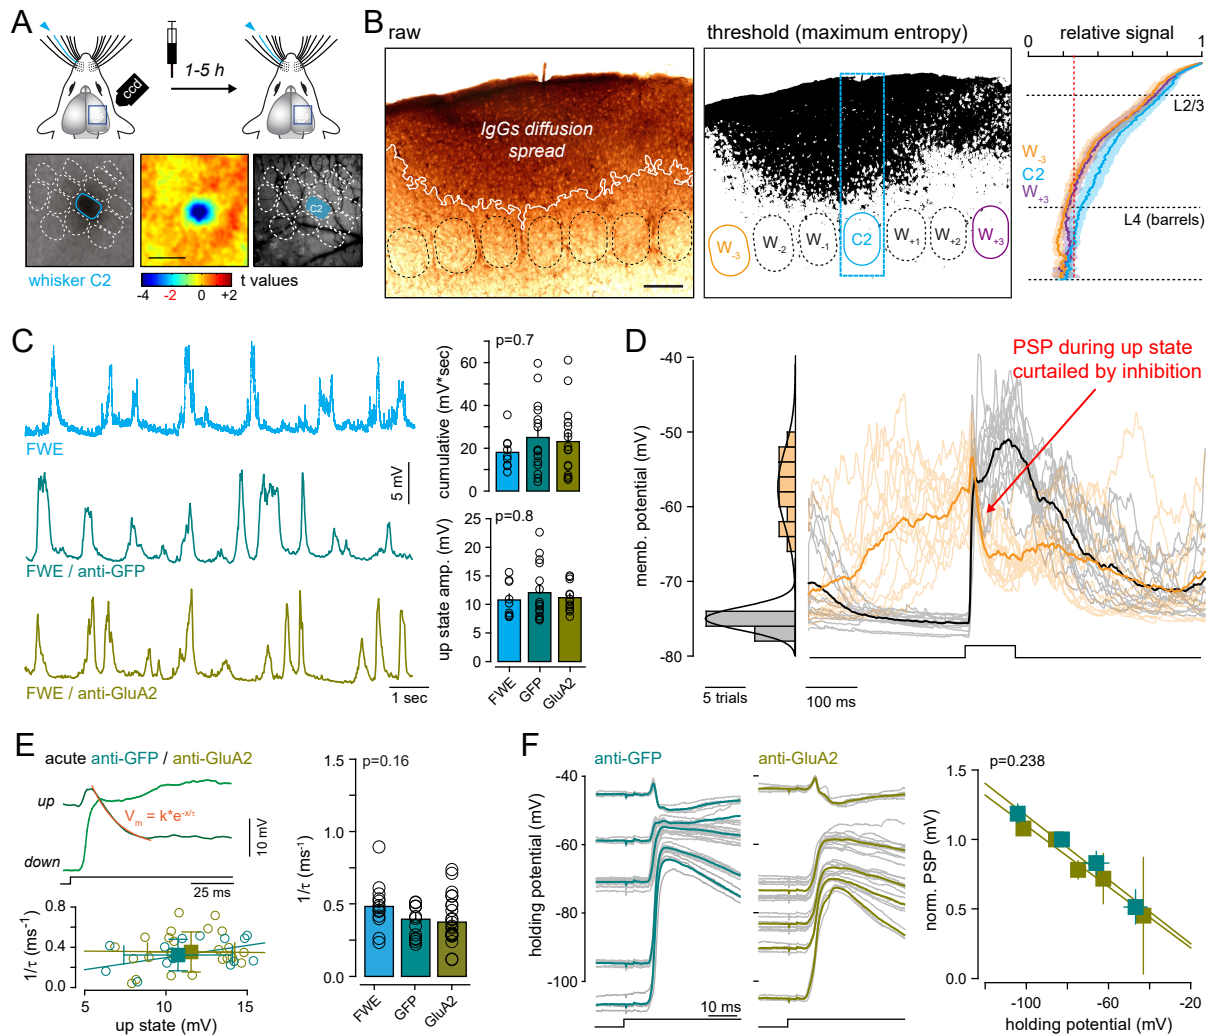 A
ccd
1-5 h
C2
whisker C2
-4
-2
0
+2
t values
B
raw
IgGs diffusion
spread
threshold (maximum entropy)
W-3
W-2
W-1
C2
W+1
W+2
W+3
relative signal
0
1
L2/3
W-3
C2
W+3
L4 (barrels)
C
FWE
FWE / anti-GFP
FWE / anti-GluA2
5 mV
1 sec
p=0.7
cumulative (mV*sec)
60
50
40
30
20
10
0
p=0.8
up state amp. (mV)
25
20
15
10
5
0
FWE
GFP
GluA2
D
memb. potential (mV)
-40
-50
-60
-70
-80
PSP during up state
curtailed by inhibition
5 trials
100 ms
E
acute anti-GFP / anti-GluA2
up
Vm = k*e-x/τ
down
10 mV
25 ms
1/τ (ms-1)
0.8
0.4
0.0
5
10
15
up state (mV)
p=0.16
1/τ (ms-1)
1.5
1.0
0.5
0.0
FWE
GFP
GluA2
F
anti-GFP
anti-GluA2
holding potential (mV)
-40
-60
-80
-100
10 ms
p=0.238
norm. PSP (mV)
1.5
1.0
0.5
0.0
-100
-60
-20
holding potential (mV)